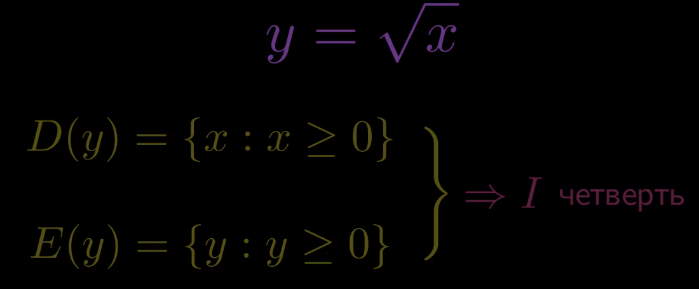 y = √x
D(y) = {x : x ≥ 0}
E(y) = {y : y ≥ 0}
} ⇒ I четверть